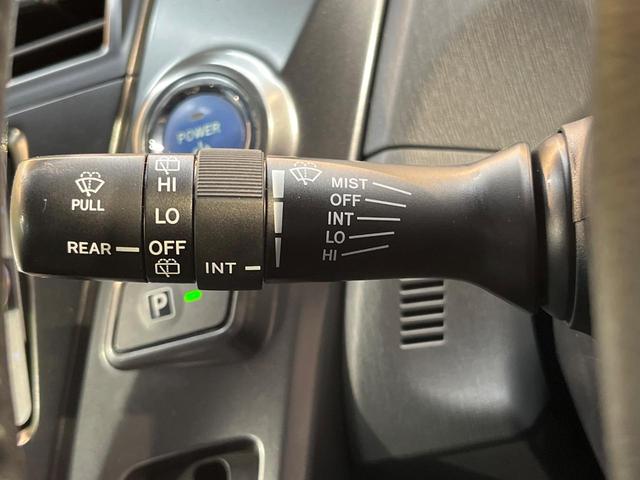 POWER
PULL
REAR
HI
LO
OFF
INT
MIST
OFF
INT
LO
HI
P